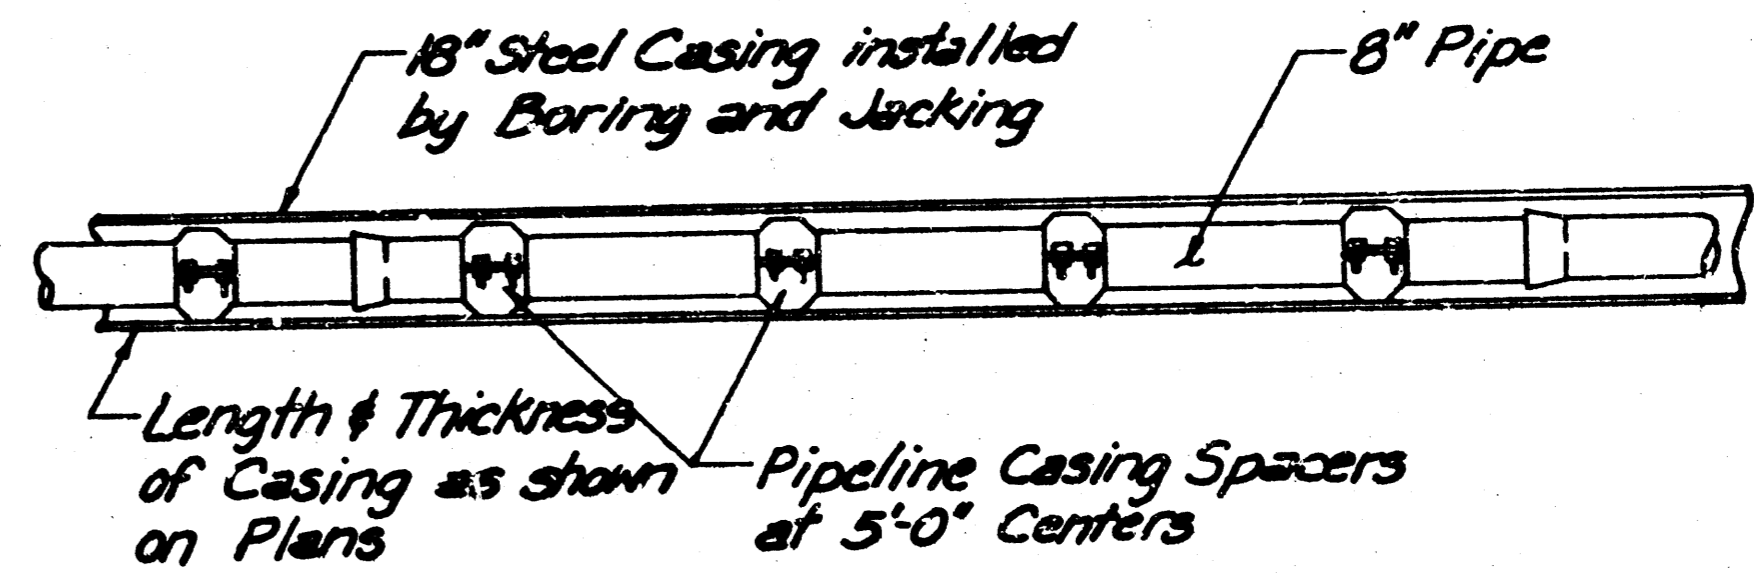 18" Steel Casing installed
by Boring and Jacking
8" Pipe
Length & Thickness
of Casing as shown
on Plans
Pipeline Casing Spacers
at 5'-0" Centers